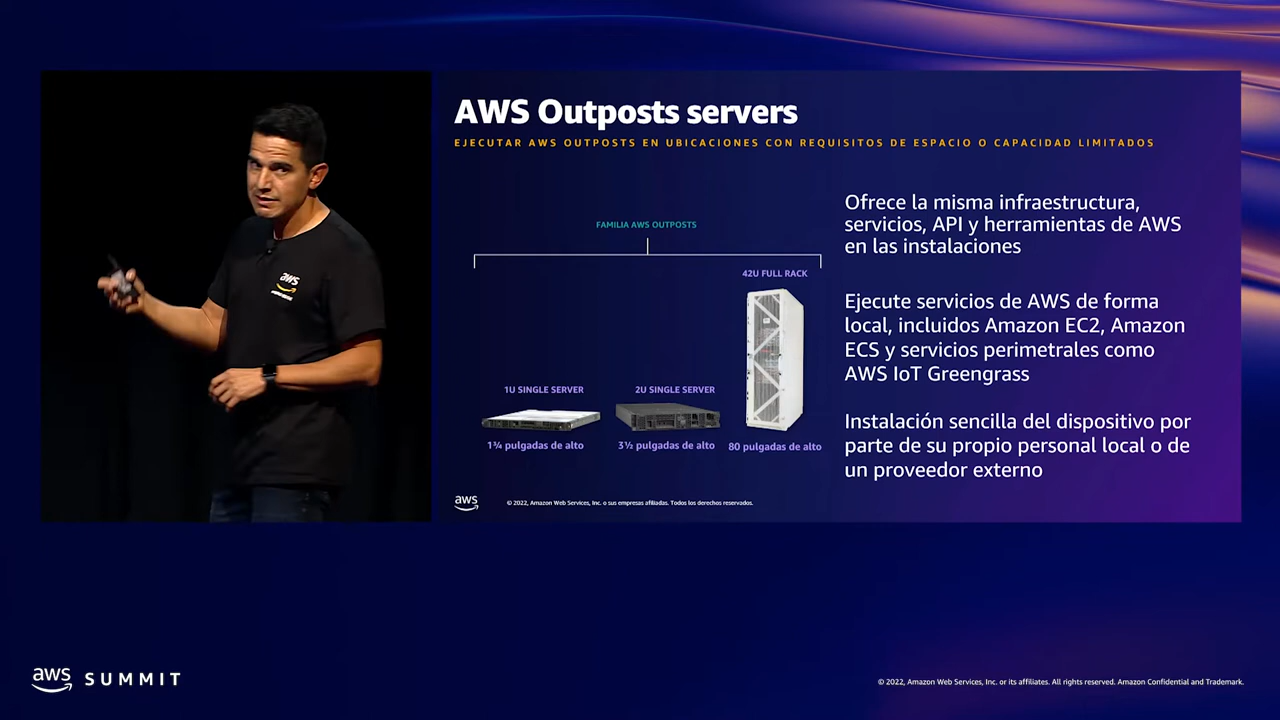 AWS Outposts servers
EJECUTAR AWS OUTPOSTS EN UBICACIONES CON REQUISITOS DE ESPACIO O CAPACIDAD LIMITADOS
FAMILIA AWS OUTPOSTS
42U FULL RACK
1U SINGLE SERVER
2U SINGLE SERVER
1¾ pulgadas de alto
3½ pulgadas de alto
80 pulgadas de alto
Ofrece la misma infraestructura,
servicios, API y herramientas de AWS
en las instalaciones
Ejecute servicios de AWS de forma
local, incluidos Amazon EC2, Amazon
ECS y servicios perimetrales como
AWS IoT Greengrass
Instalación sencilla del dispositivo por
parte de su propio personal local o de
un proveedor externo
aws
© 2022, Amazon Web Services, Inc. o sus empresas affiliadas. Todos los derechos reservados.
aws
aws SUMMIT
© 2022, Amazon Web Services, Inc. or its affiliates. All rights reserved. Amazon Confidential and Trademark.